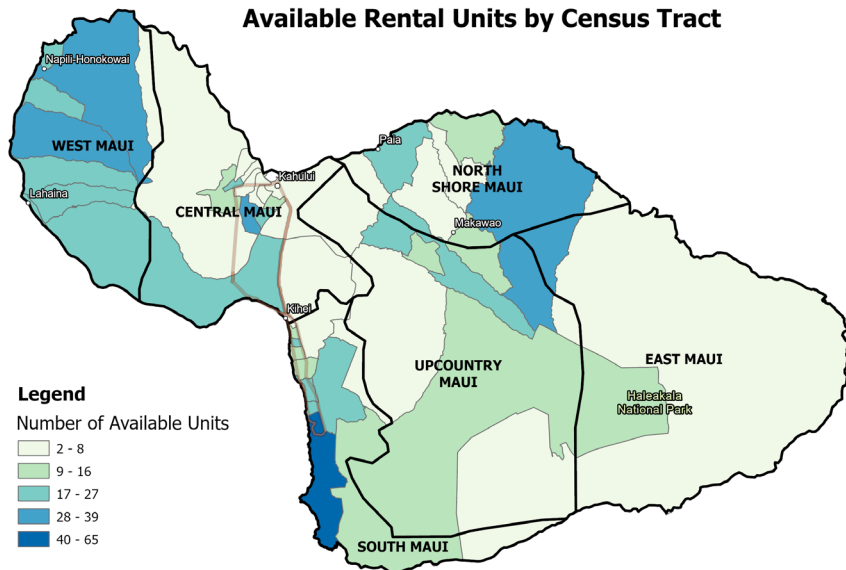 Available Rental Units by Census Tract
Napili-Honokowai
WEST MAUI
Lahaina
Kahului
CENTRAL MAUI
Paia
NORTH
SHORE MAUI
Makawao
Kihei
UPCOUNTRY
MAUI
EAST MAUI
Haleakala
National Park
SOUTH MAUI
Legend
Number of Available Units
2 - 8
9 - 16
17 - 27
28 - 39
40 - 65